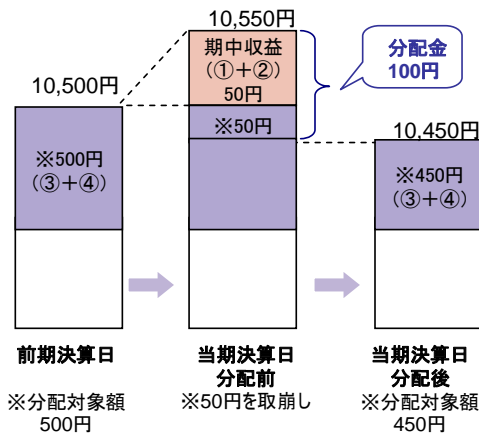 10,550円
期中収益
(①+②)
50円
分配金
100円
10,500円
※50円
10,450円
※500円
(③+④)
※450円
(③+④)
前期決算日
当期決算日
分配前
当期決算日
分配後
※分配対象額
500円
※50円を取崩し
※分配対象額
450円